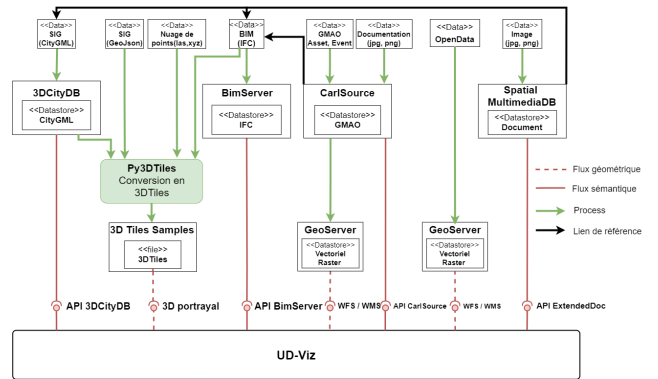 <<Data>>
SIG
(CityGML)
<<Data>>
SIG
(GeoJson)
<<Data>>
Nuage de
points(las,xyz)
<<Data>>
BIM
(IFC)
<<Data>>
GMAO
Asset, Event
<<Data>>
Documentation
(jpg, png)
<<Data>>
OpenData
<<Data>>
Image
(jpg, png)
3DCityDB
<<Datastore>>
CityGML
BimServer
<<Datastore>>
IFC
CarlSource
<<Datastore>>
GMAO
Spatial
MultimediaDB
<<Datastore>>
Document
Py3DTiles
Conversion en
3DTiles
Flux géométrique
Flux sémantique
Process
Lien de référence
3D Tiles Samples
<<file>>
3DTiles
GeoServer
<<Datastore>>
Vectoriel
Raster
GeoServer
<<Datastore>>
Vectoriel
Raster
API 3DCityDB
3D portrayal
API BimServer
WFS / WMS
API CarlSource
WFS / WMS
API ExtendedDoc
UD-Viz